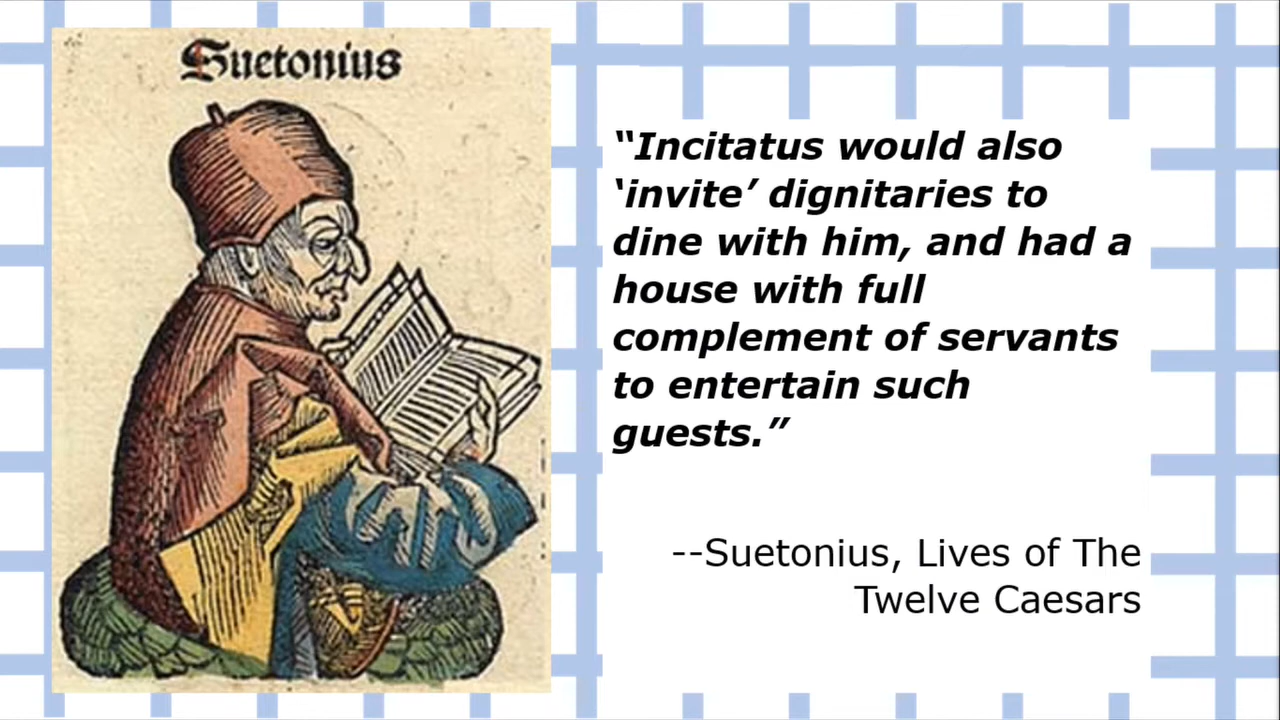 Suetonius
“Incitatus would also
‘invite’ dignitaries to
dine with him, and had a
house with full
complement of servants
to entertain such
guests.”
--Suetonius, Lives of The
Twelve Caesars